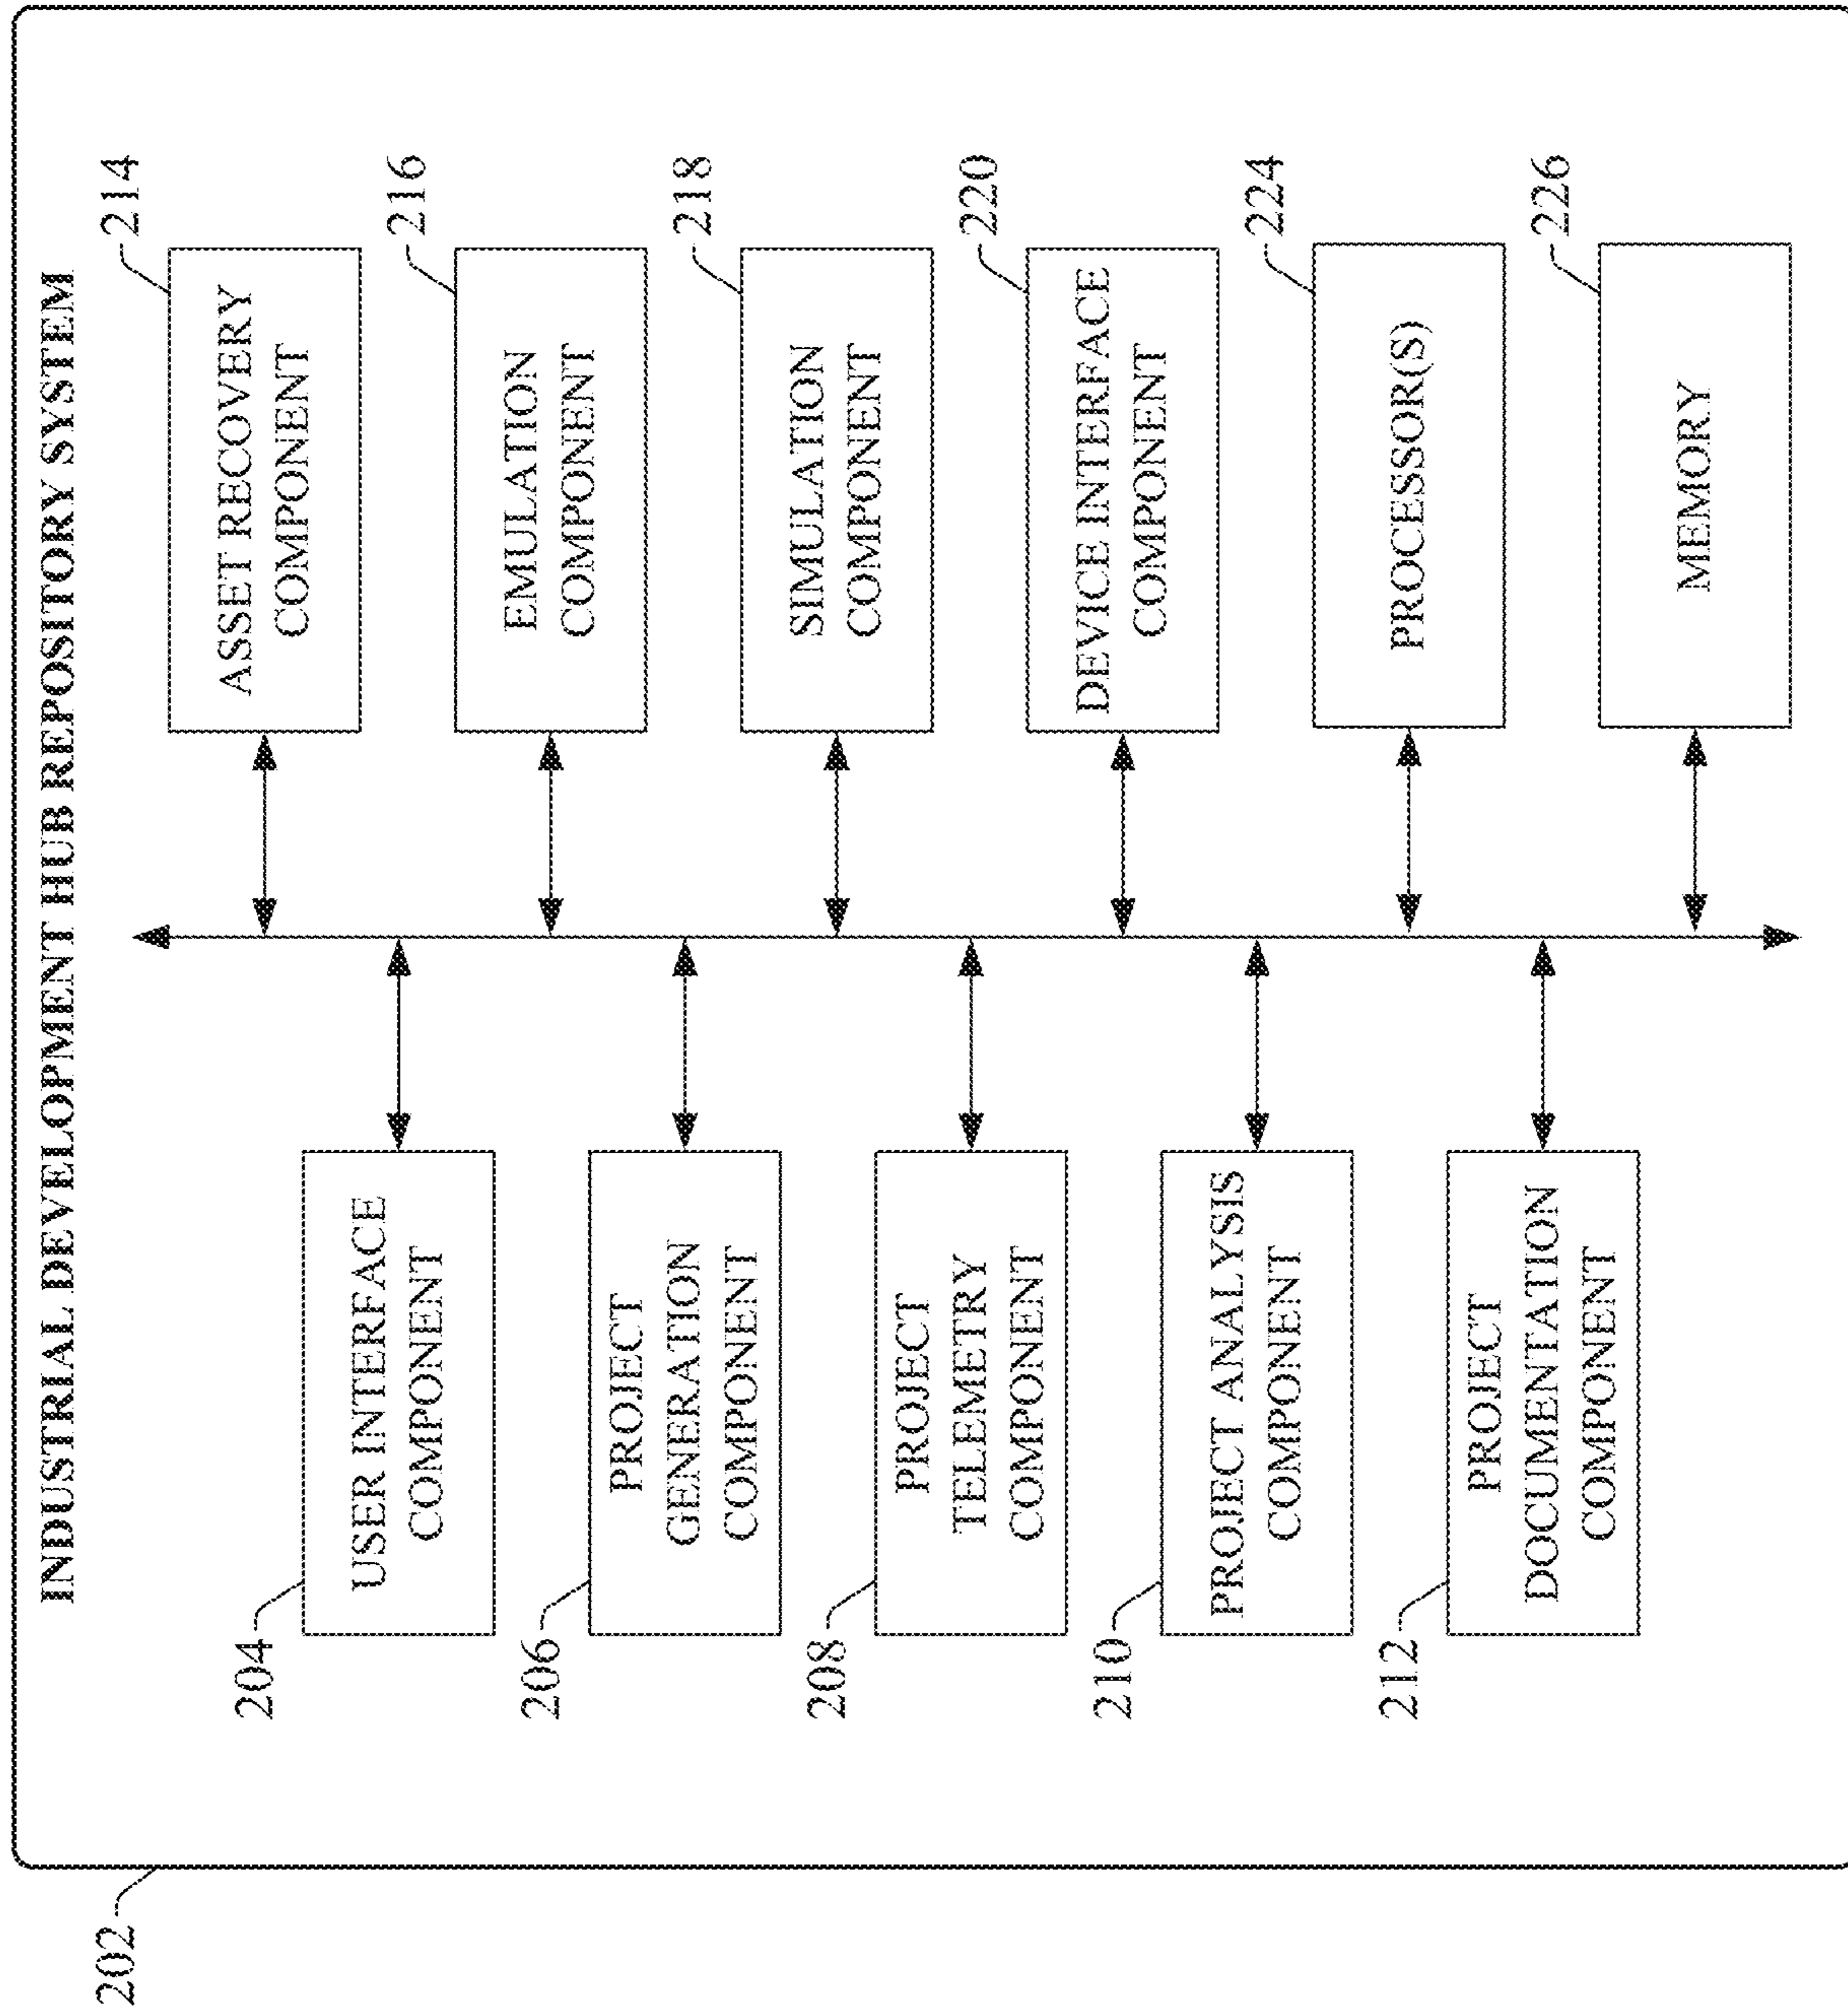 INDUSTRIAL DEVELOPMENT HUB REPOSITORY SYSTEM
202
204
USER INTERFACE
COMPONENT
206
PROJECT
GENERATION
COMPONENT
208
PROJECT
TELEMETRY
COMPONENT
210
PROJECT ANALYSIS
COMPONENT
212
PROJECT
DOCUMENTATION
COMPONENT
214
ASSET RECOVERY
COMPONENT
216
EMULATION
COMPONENT
218
SIMULATION
COMPONENT
220
DEVICE INTERFACE
COMPONENT
224
PROCESSOR(S)
226
MEMORY